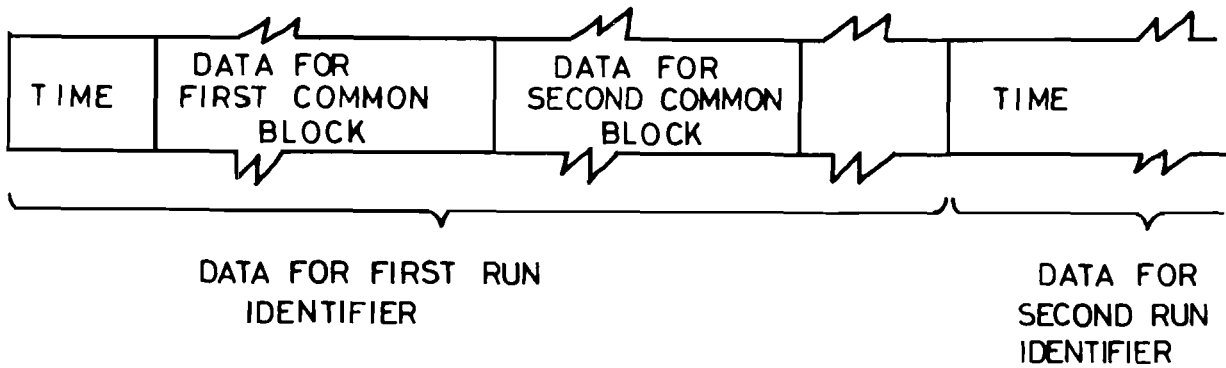 TIME
DATA FOR
FIRST COMMON
BLOCK
DATA FOR
SECOND COMMON
BLOCK
TIME
DATA FOR FIRST RUN
IDENTIFIER
DATA FOR
SECOND RUN
IDENTIFIER